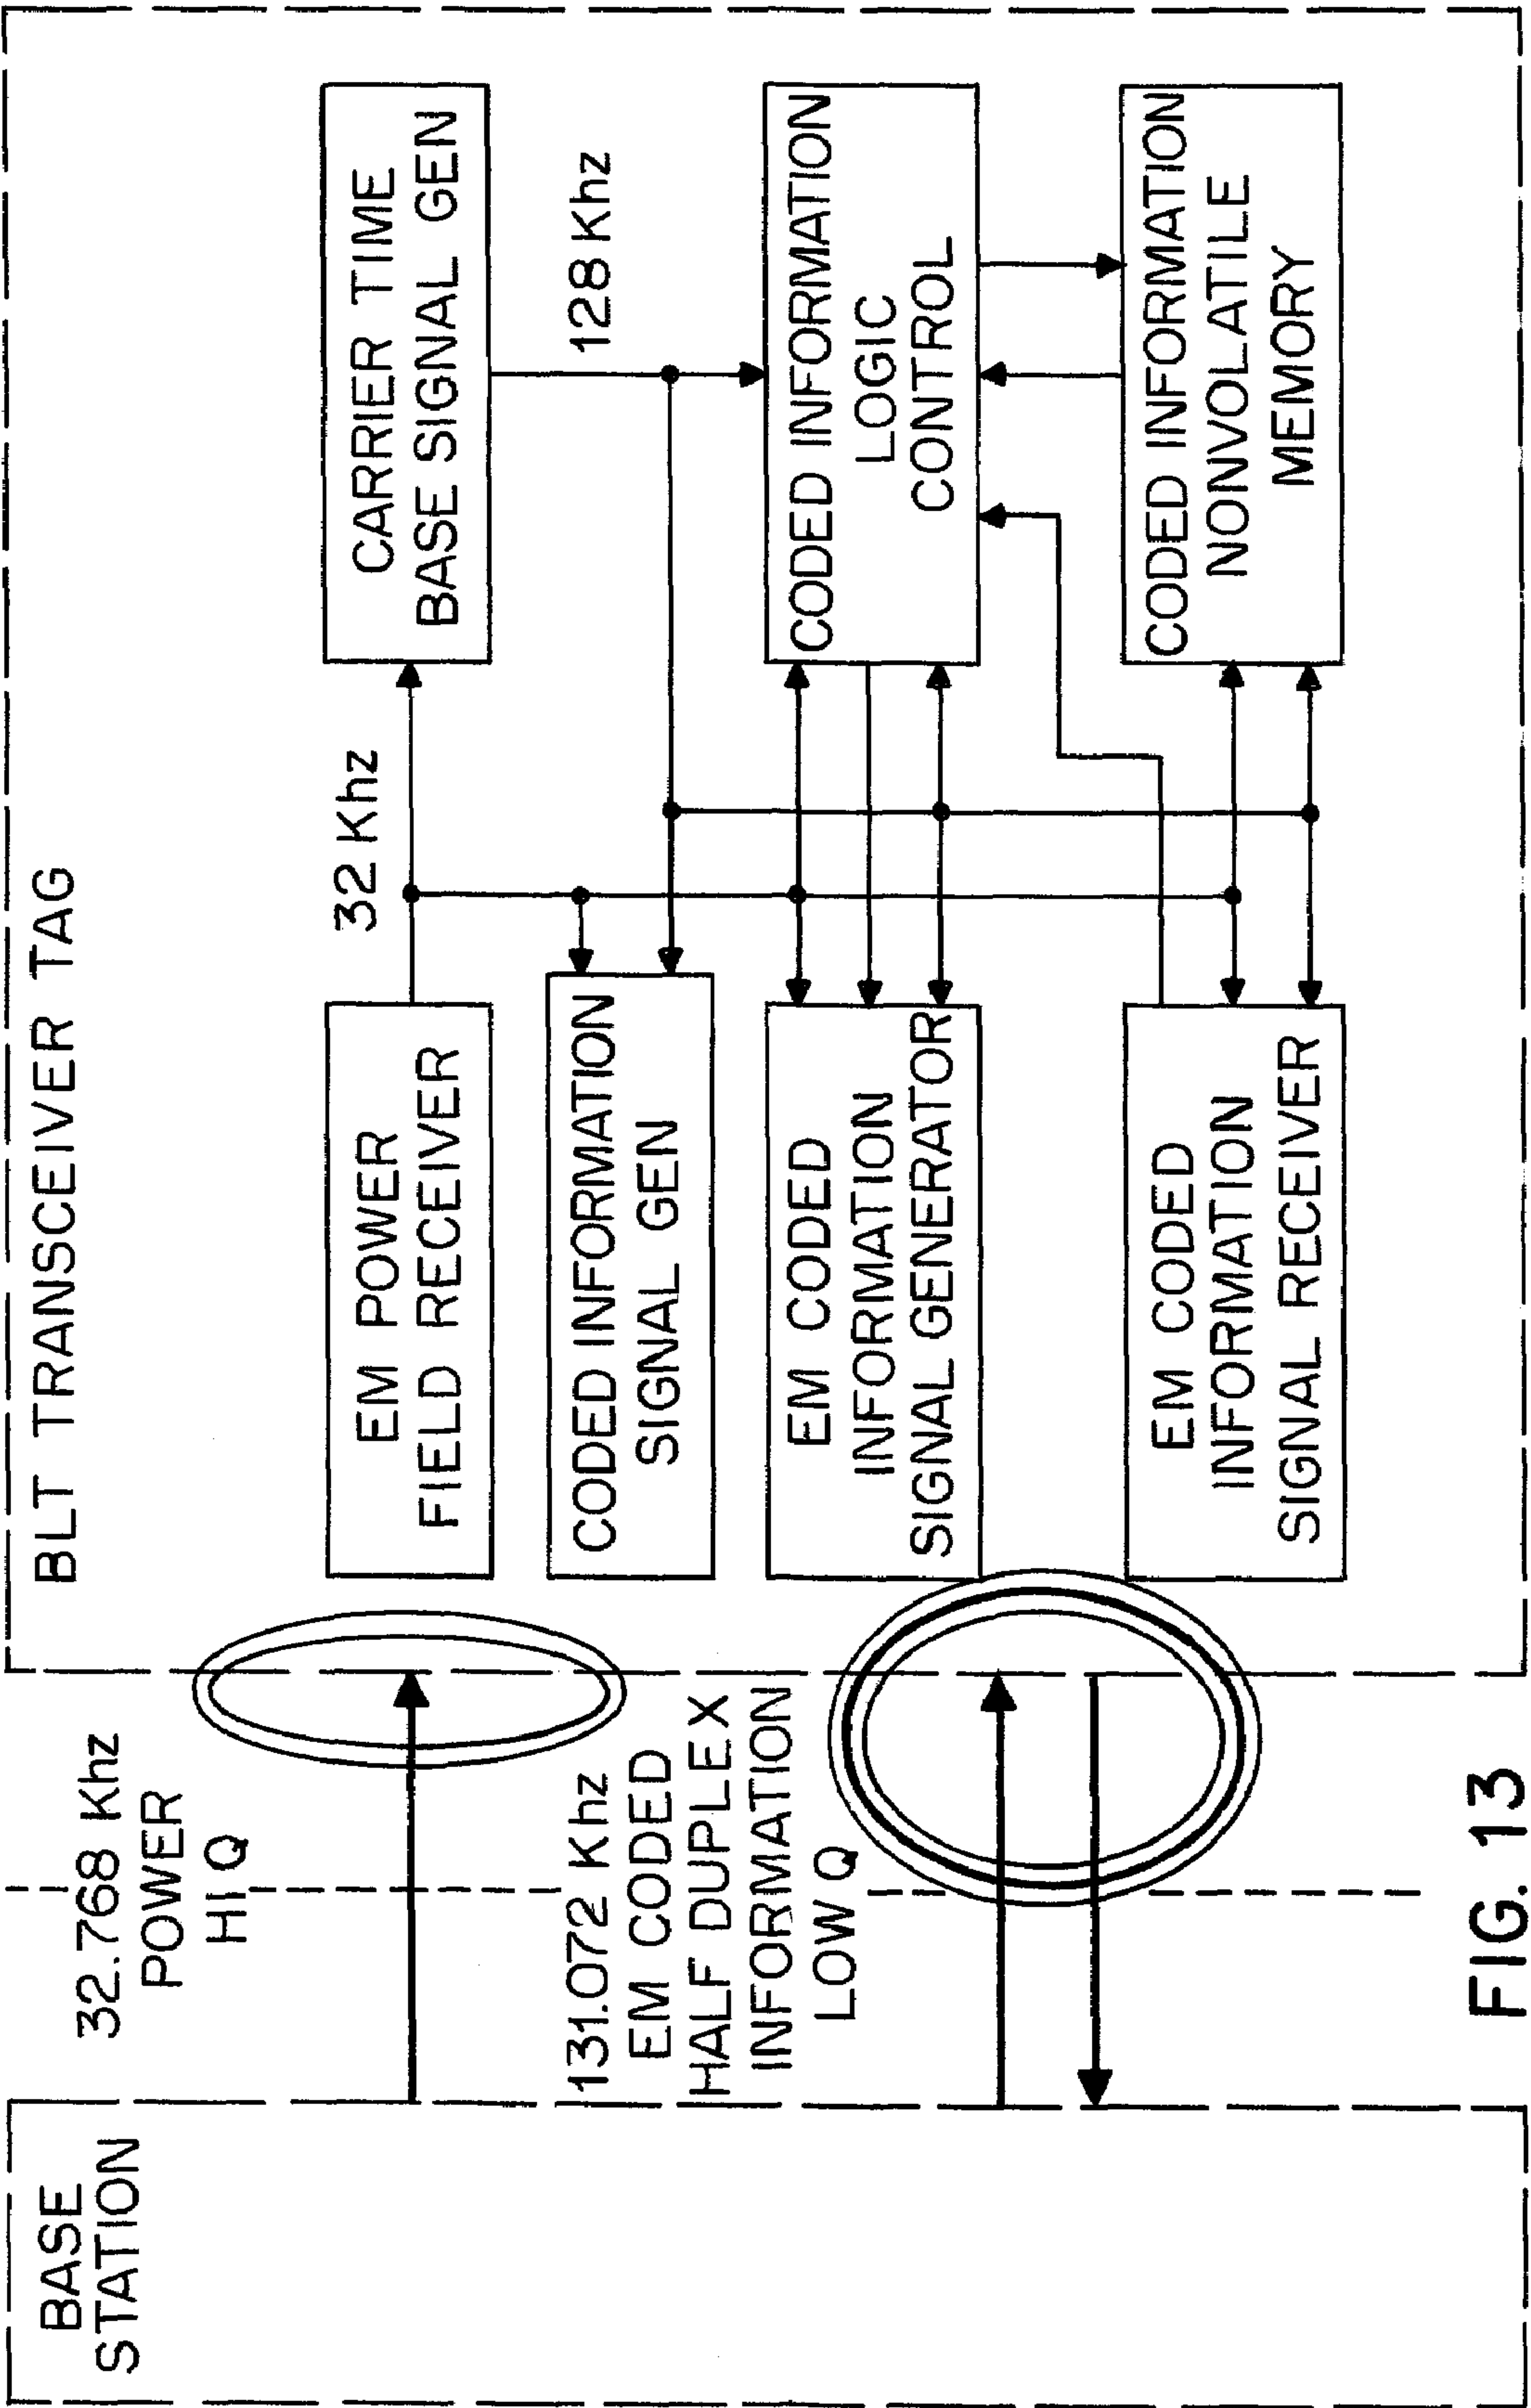 BASE
STATION
32.768 Khz
POWER
HI Q
131.072 Khz
EM CODED
HALF DUPLEX
INFORMATION
LOW Q
BLT TRANSCEIVER TAG
EM POWER
FIELD RECEIVER
32 Khz
CARRIER TIME
BASE SIGNAL GEN
CODED INFORMATION
SIGNAL GEN
128 Khz
EM CODED
INFORMATION
SIGNAL GENERATOR
CODED INFORMATION
LOGIC
CONTROL
EM CODED
INFORMATION
SIGNAL RECEIVER
CODED INFORMATION
NONVOLATILE
MEMORY
FIG. 13